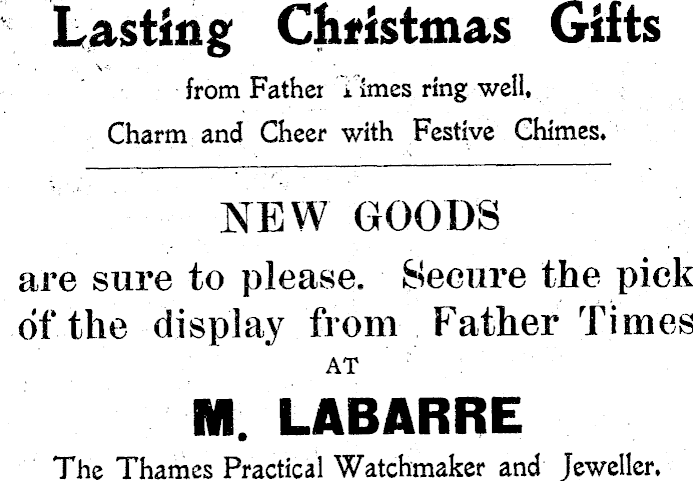 Lasting Christmas Gifts
from Father Times ring well,
Charm and Cheer with Festive Chimes.
NEW GOODS
are sure to please. Secure the pick
of the display from Father Times
AT
M. LABARRE
The Thames Practical Watchmaker and Jeweller.